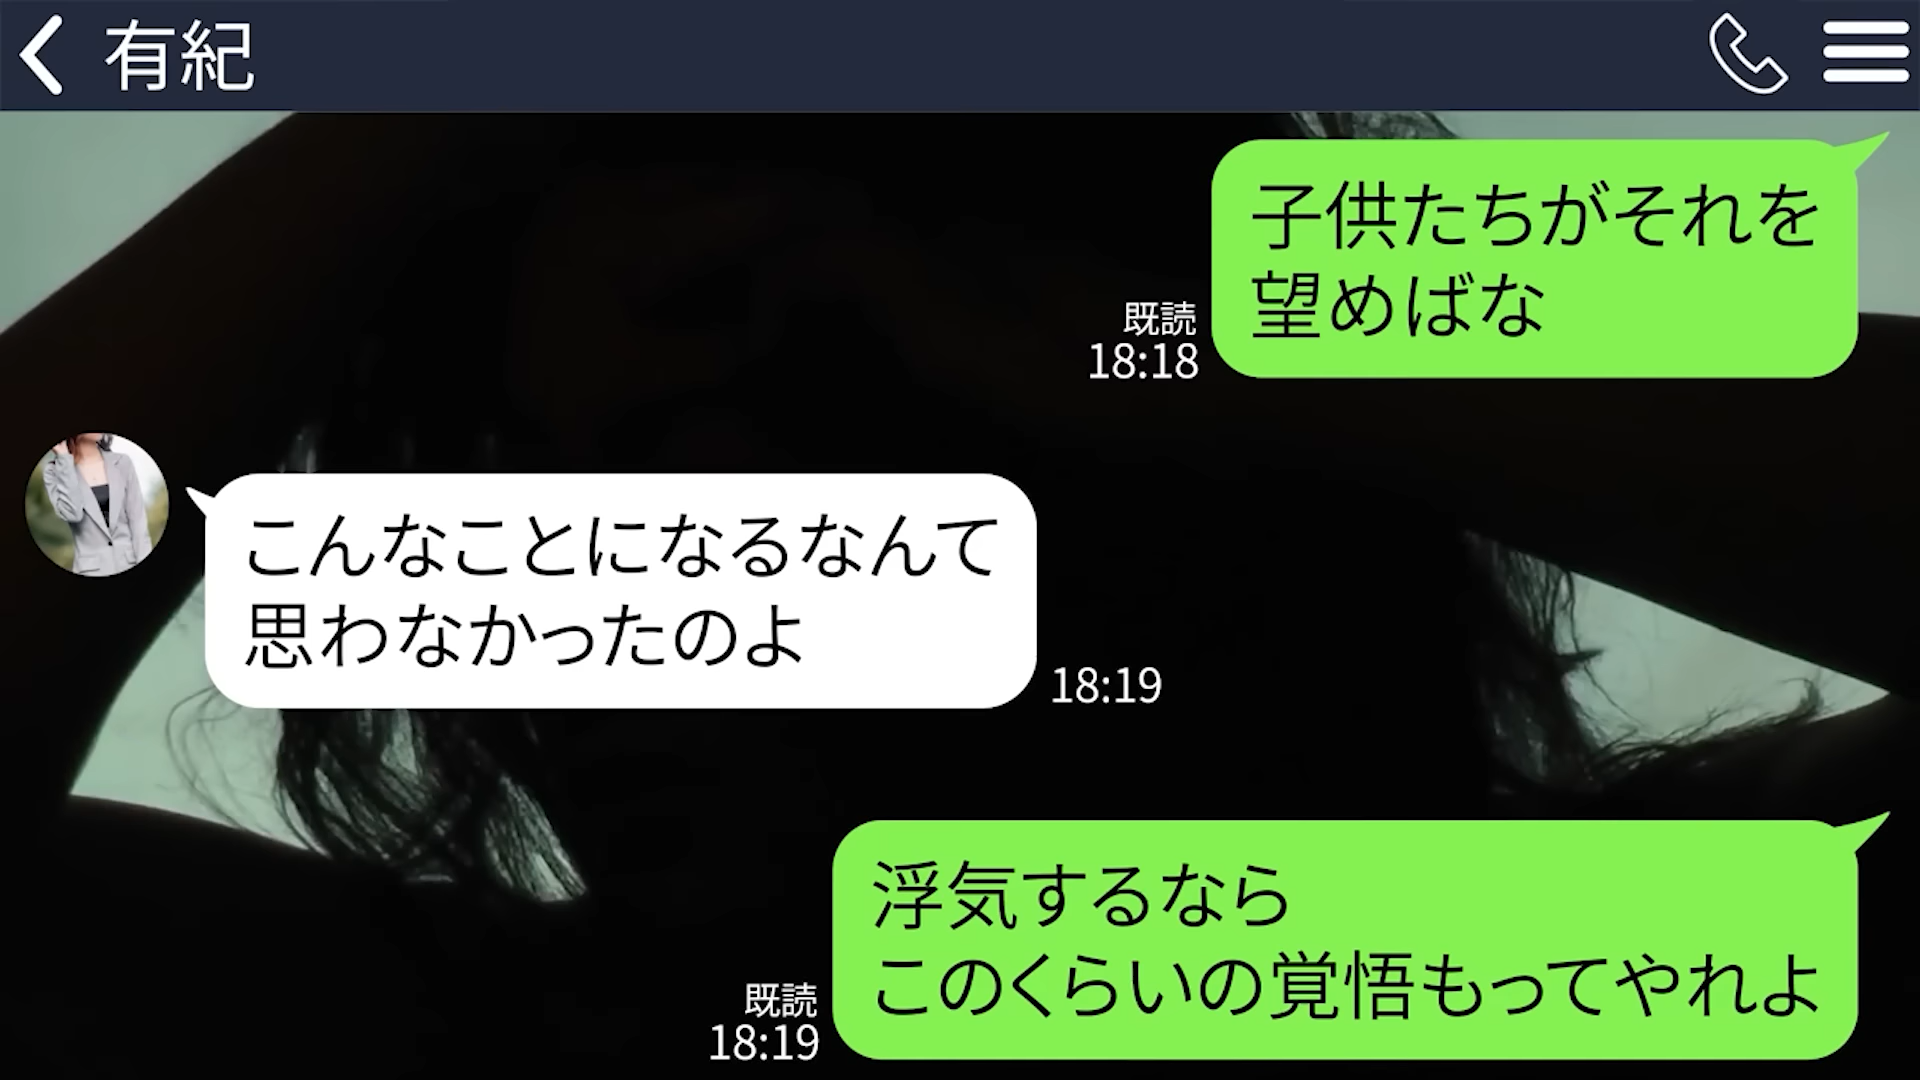 有紀
子供たちがそれを
望めばな
既読
18:18
こんなことになるなんて
思わなかったのよ
18:19
浮気するなら
このくらいの覚悟もってやれよ
既読
18:19